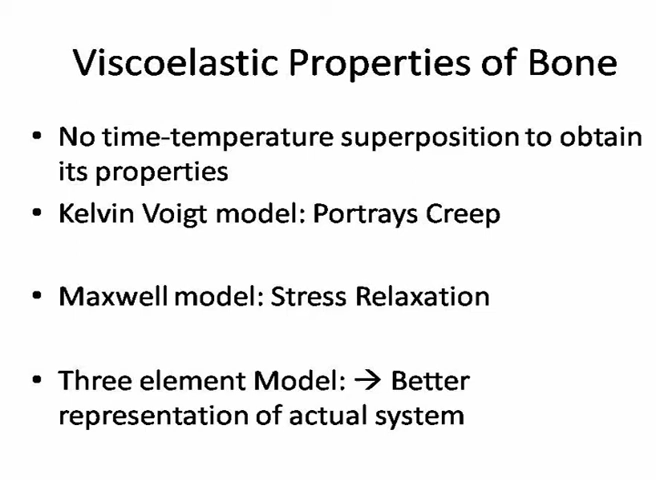 Viscoelastic Properties of Bone
• No time-temperature superposition to obtain
its properties
• Kelvin Voigt model: Portrays Creep
• Maxwell model: Stress Relaxation
• Three element Model: → Better
representation of actual system